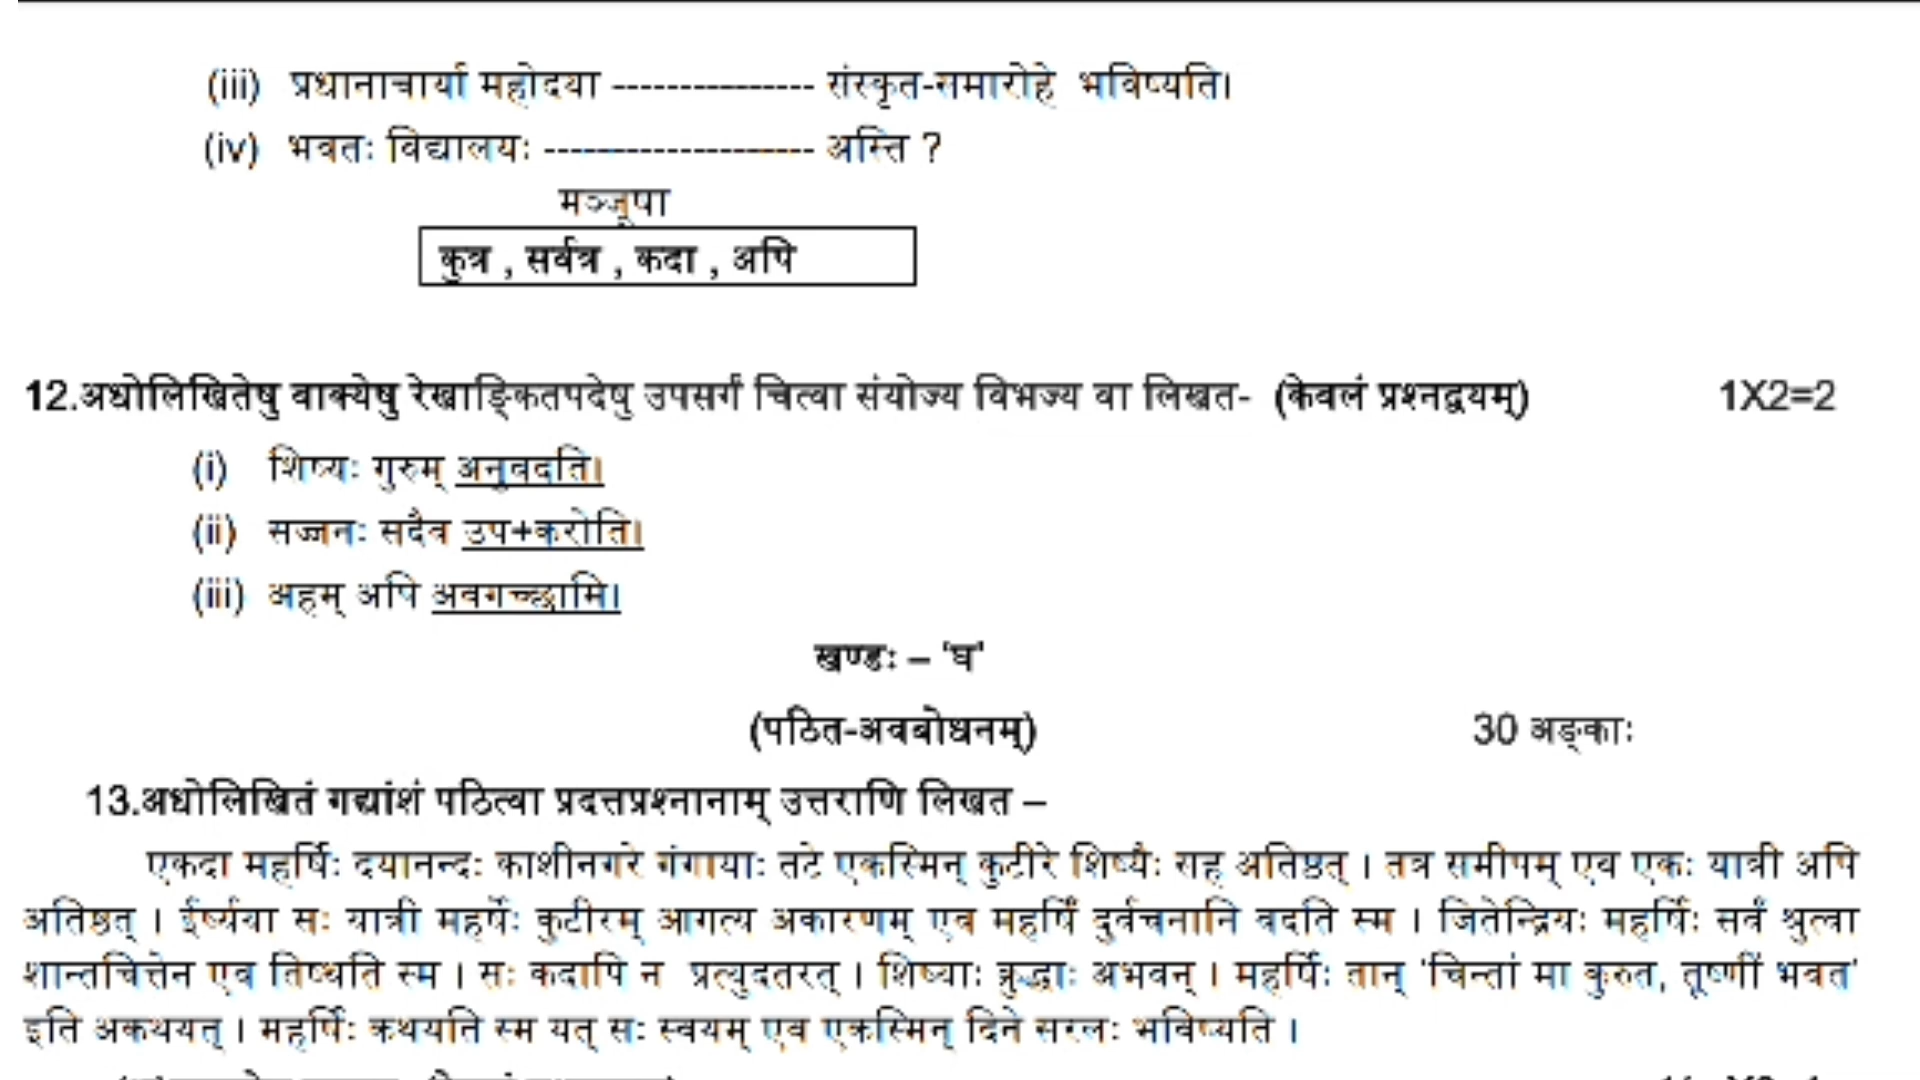 (iii) प्रधानाचार्या महोदया -------------- संस्कृत-समारोहे भविष्यति।
(iv) भवतः विद्यालयः ------------------- अस्ति ?
मञ्जूषा
कुत्र , सर्वत्र , कदा , अपि
12.अधोलिखितेषु वाक्येषु रेखाङ्कितपदेषु उपसर्गं चित्वा संयोज्य विभज्य वा लिखत- (केवलं प्रश्नद्वयम्) 1X2=2
(i) शिष्यः गुरुम् अनुवदति।
(ii) सज्जनः सदैव उप+करोति।
(iii) अहम् अपि अवगच्छामि।
खण्डः – 'घ'
(पठित-अवबोधनम्) 30 अङ्काः
13.अधोलिखितं गद्यांशं पठित्वा प्रदत्तप्रश्नानाम् उत्तराणि लिखत –
एकदा महर्षिः दयानन्दः काशीनगरे गंगायाः तटे एकस्मिन् कुटीरे शिष्यैः सह अतिष्ठत् । तत्र समीपम् एव एकः यात्री अपि
अतिष्ठत् । ईर्ष्यया सः यात्री महर्षेः कुटीरम् आगत्य अकारणम् एव महर्षिं दुर्वचनानि वदति स्म । जितेन्द्रियः महर्षिः सर्वं श्रुत्वा
शान्तचित्तेन एव तिष्थति स्म । सः कदापि न प्रत्युदतरत् । शिष्याः क्रुद्धाः अभवन् । महर्षिः तान् 'चिन्तां मा कुरुत, तूष्णीं भवत'
इति अकथयत् । महर्षिः कथयति स्म यत् सः स्वयम् एव एकस्मिन् दिने सरलः भविष्यति ।